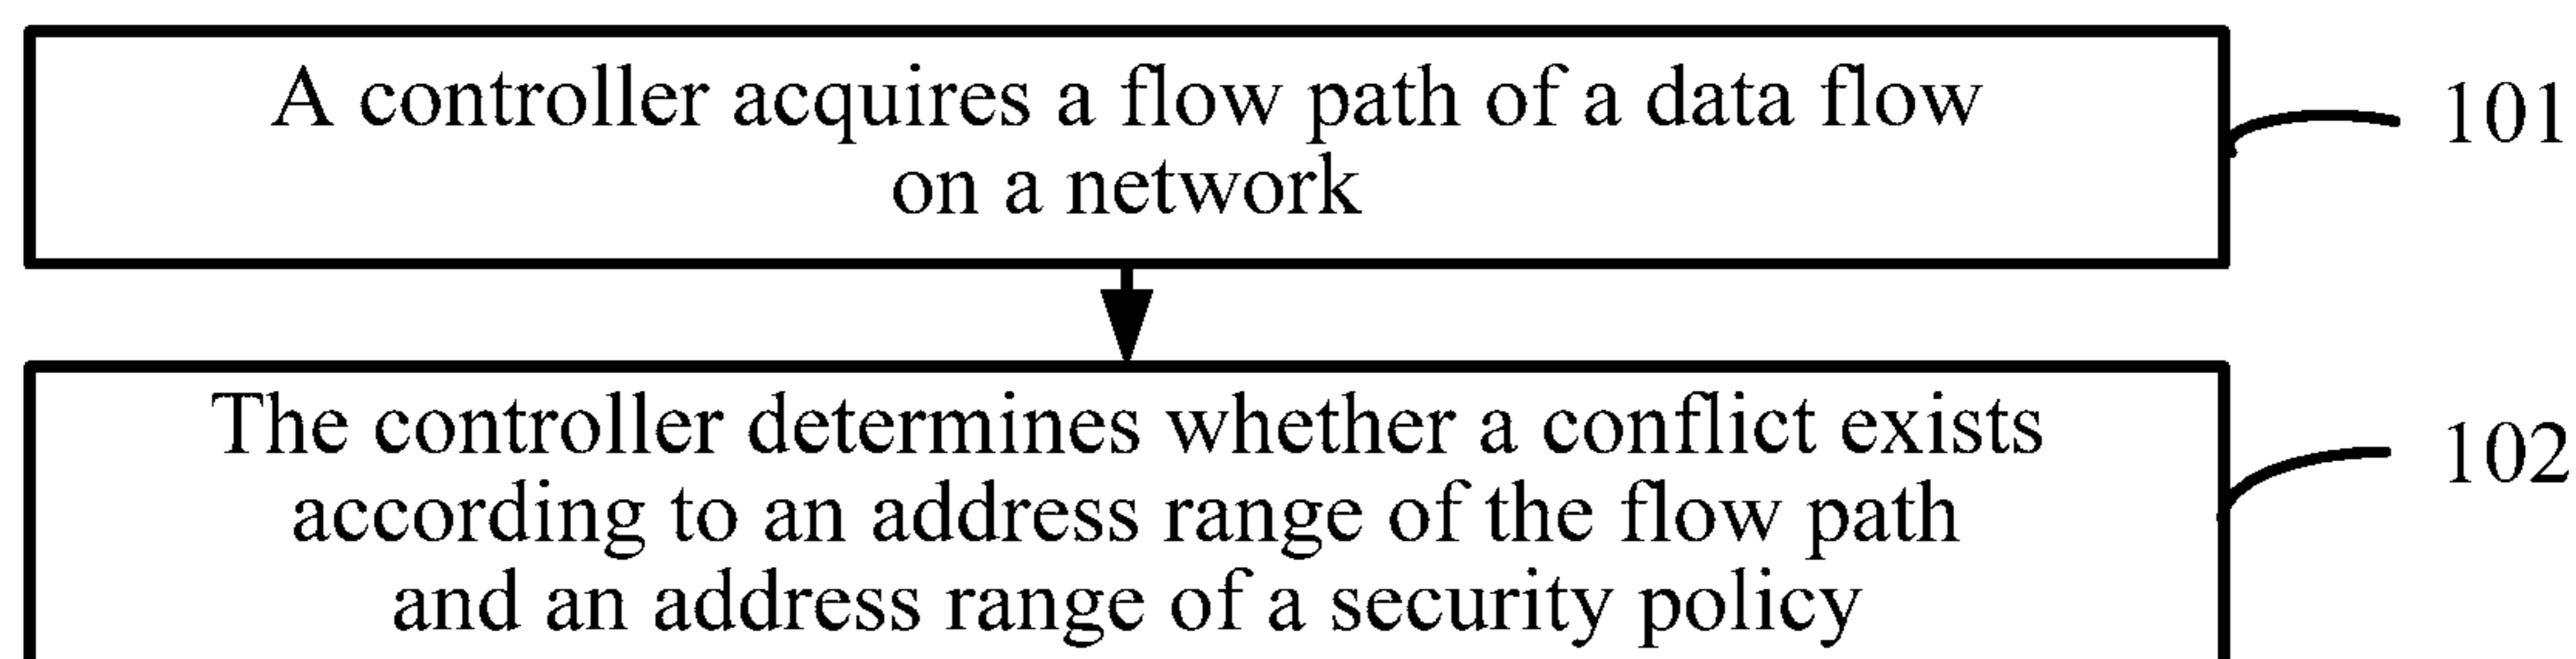 A controller acquires a flow path of a data flow
on a network
101
The controller determines whether a conflict exists
according to an address range of the flow path
and an address range of a security policy
102